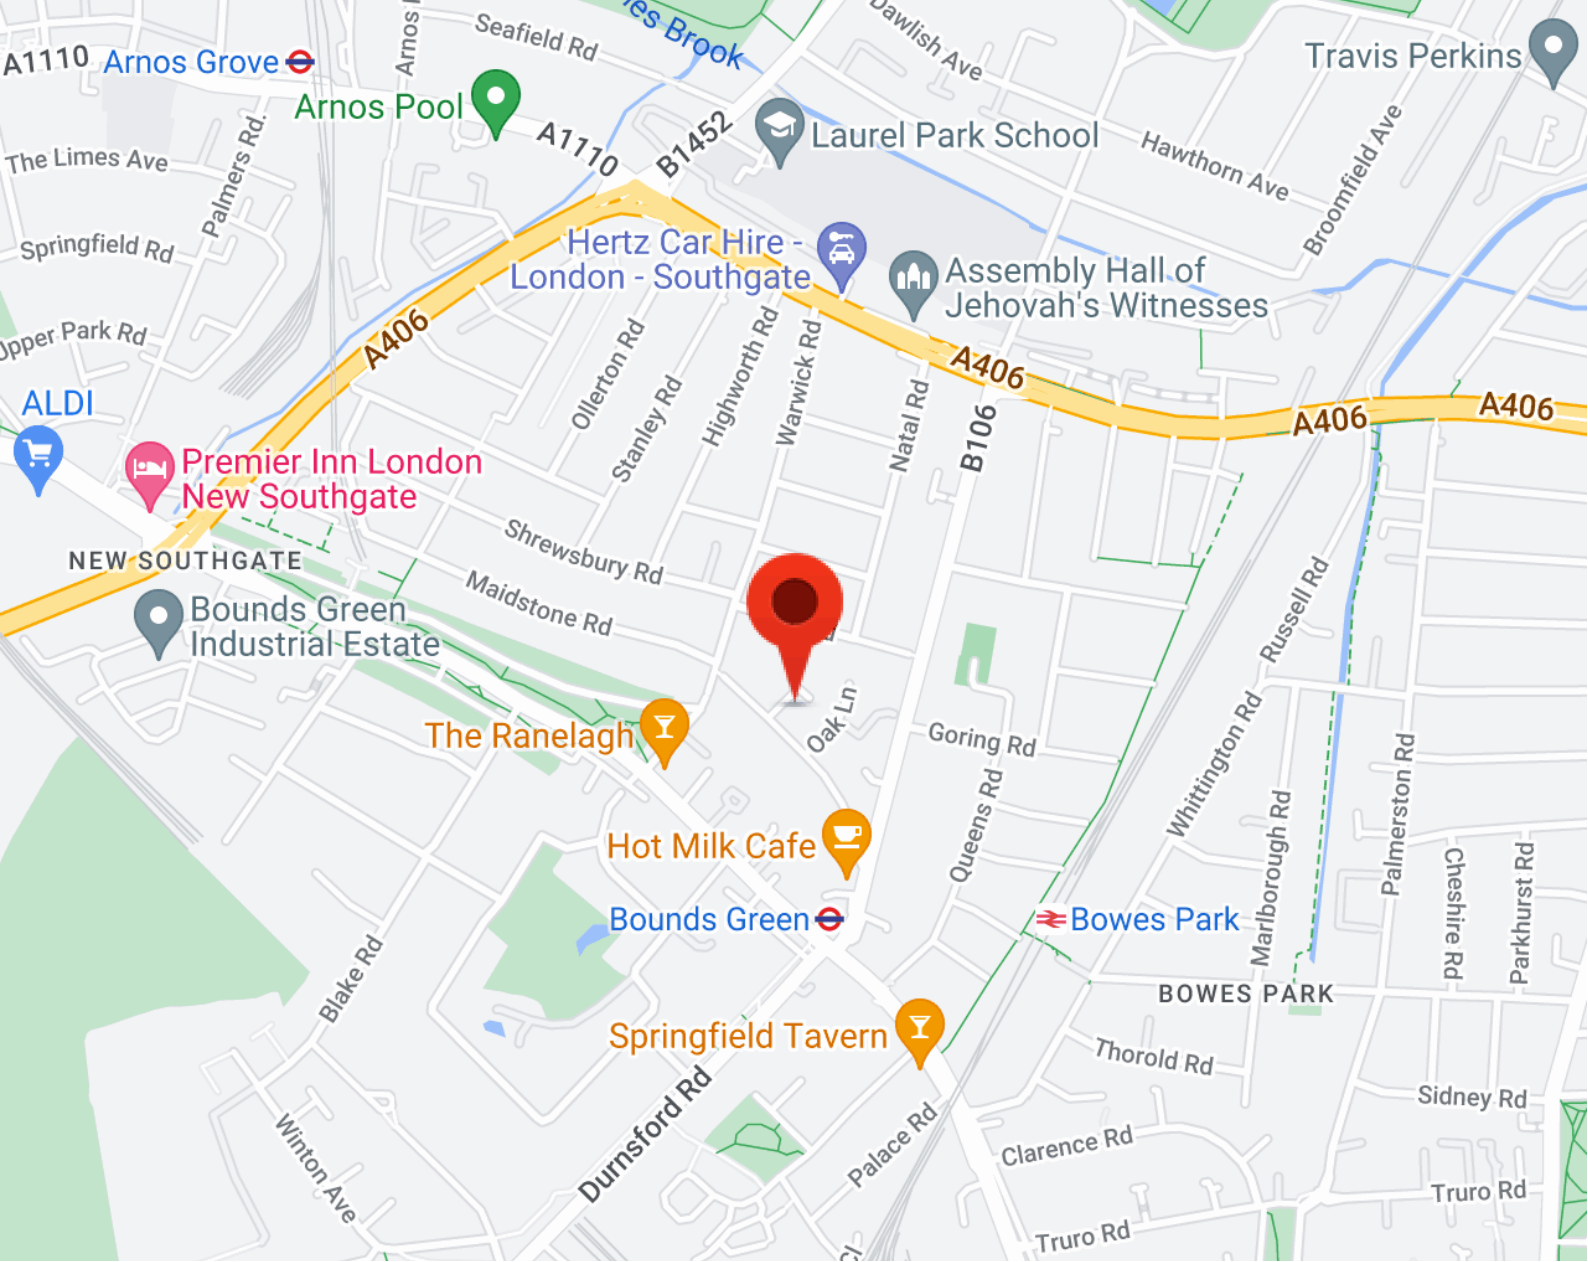 les Brook
Dawlish Ave
Seafield Rd
Arnos
Travis Perkins
A1110
Arnos Grove
Arnos Pool
A1110
B1452
Laurel Park School
Hawthorn Ave
Broomfield Ave
The Limes Ave
Palmers Rd.
Springfield Rd
Hertz Car Hire -
London - Southgate
Assembly Hall of
Jehovah's Witnesses
Upper Park Rd
A406
A406
A406
A406
Ollerton Rd
Stanley Rd
Highworth Rd
Warwick Rd
Natal Rd
B106
ALDI
Premier Inn London
New Southgate
NEW SOUTHGATE
Shrewsbury Rd
Maidstone Rd
Bounds Green
Industrial Estate
Russell Rd
Oak Ln
The Ranelagh
Goring Rd
Whittington Rd
Queens Rd
Marlborough Rd
Palmerston Rd
Hot Milk Cafe
Cheshire Rd
Parkhurst Rd
Bounds Green
Bowes Park
BOWES PARK
Blake Rd
Springfield Tavern
Thorold Rd
Sidney Rd
Durnsford Rd
Palace Rd
Clarence Rd
Winton Ave
Truro Rd
Truro Rd
Cl